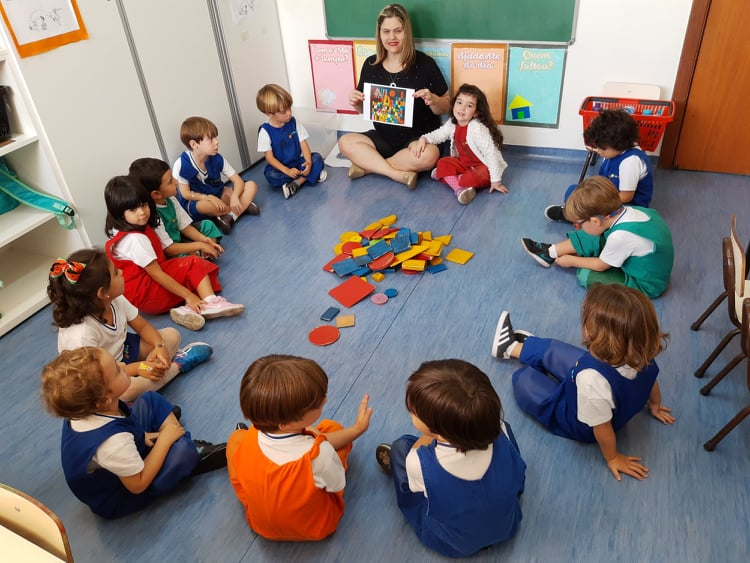 Como está
o tempo?
Ajudante
do dia?
Quem
faltou?